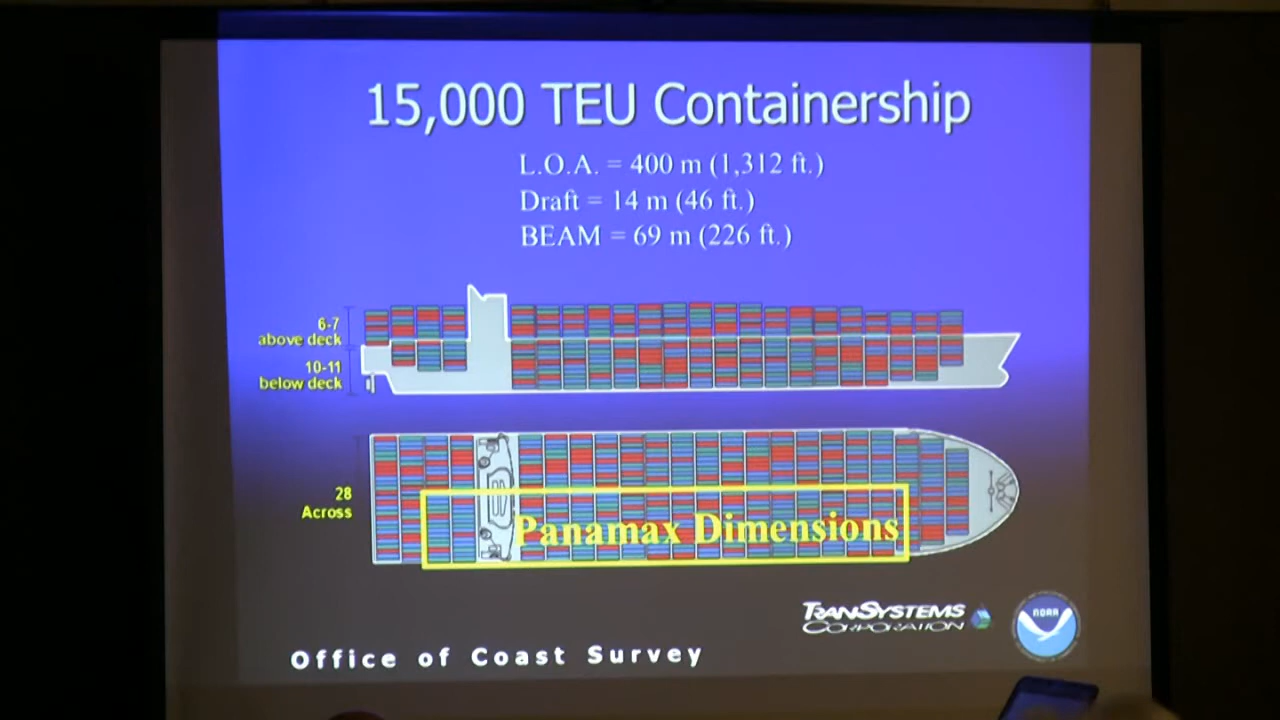 15,000 TEU Containership
L.O.A. = 400 m (1,312 ft.)
Draft = 14 m (46 ft.)
BEAM = 69 m (226 ft.)
6-7
above deck
10-11
below deck
28
Across
Panamax Dimensions
TRANSYSTEMS
CORPORATION
NOAA
Office of Coast Survey